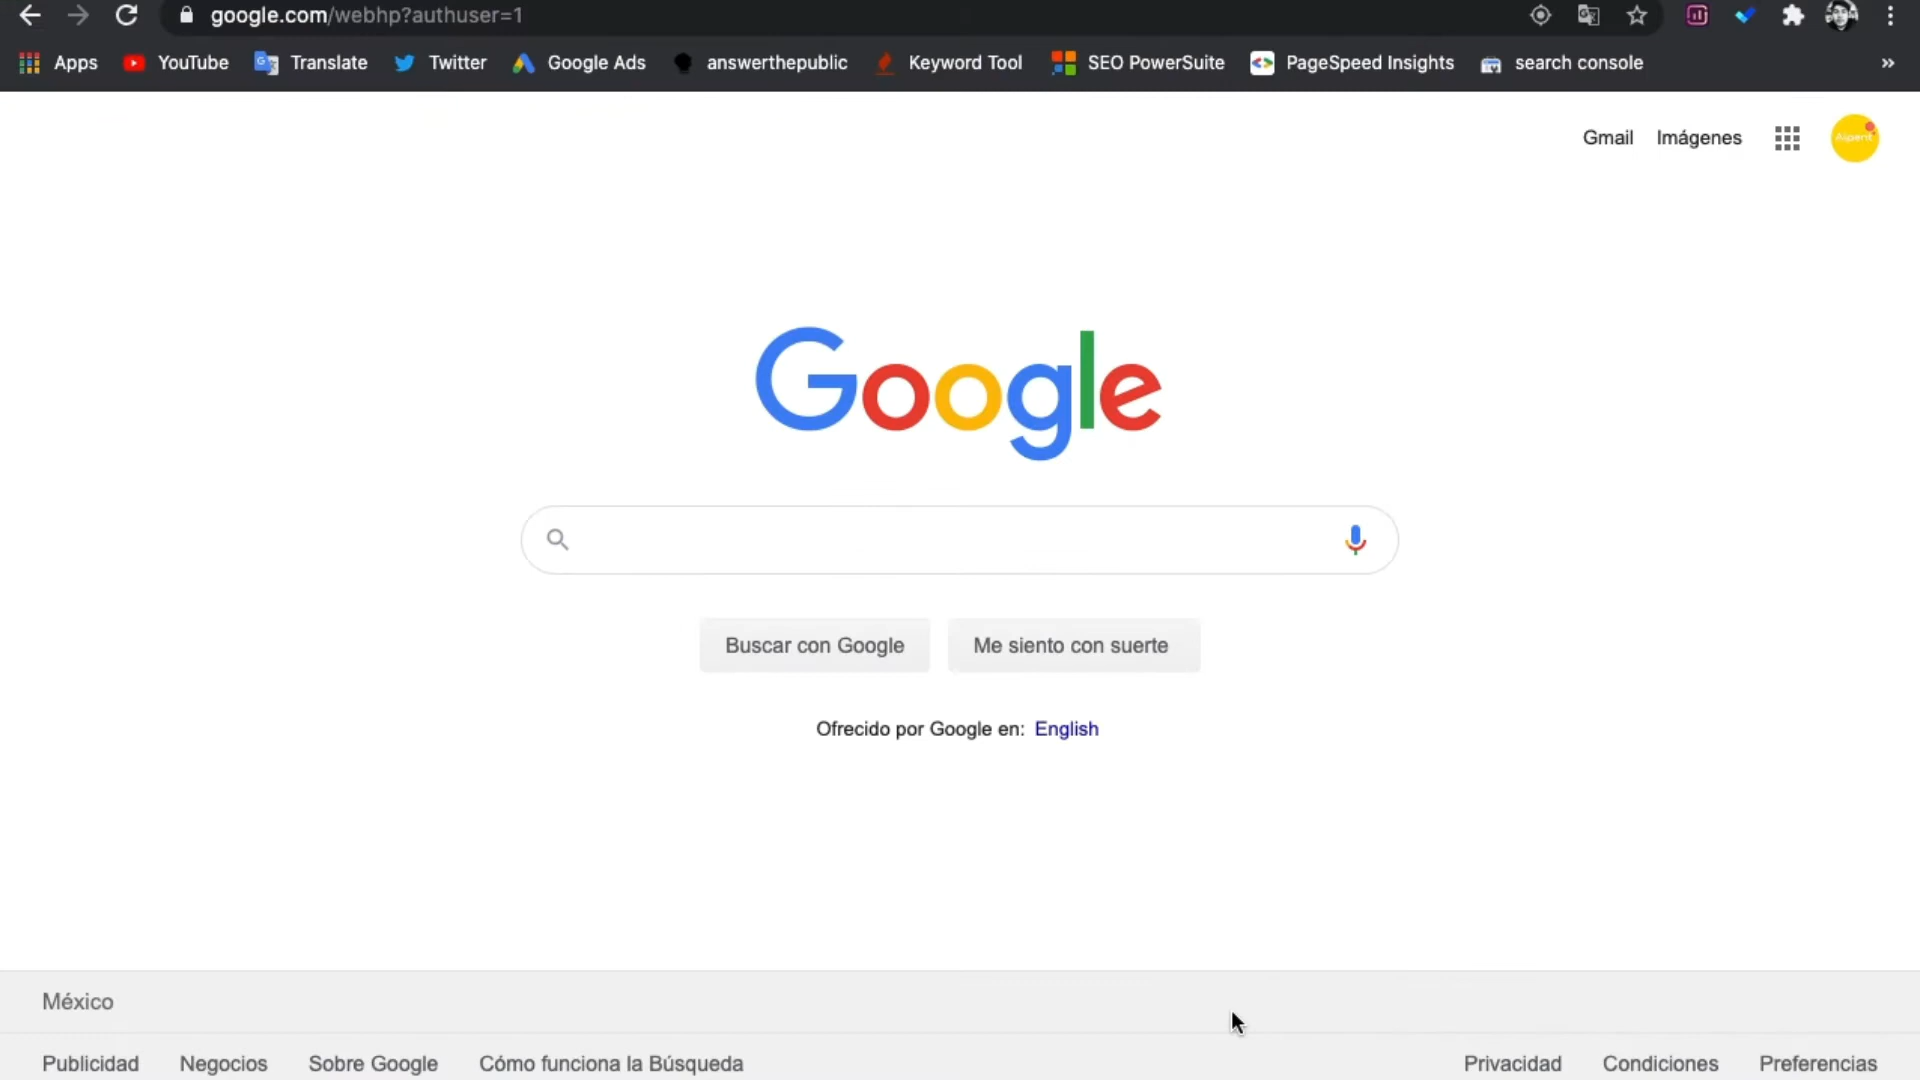 google.com/webhp?authuser=1
Apps YouTube Translate Twitter Google Ads answerthepublic Keyword Tool SEO PowerSuite PageSpeed Insights search console »
Gmail Imágenes Aipent
Google
Buscar con Google Me siento con suerte
Ofrecido por Google en: English
México
Publicidad Negocios Sobre Google Cómo funciona la Búsqueda Privacidad Condiciones Preferencias